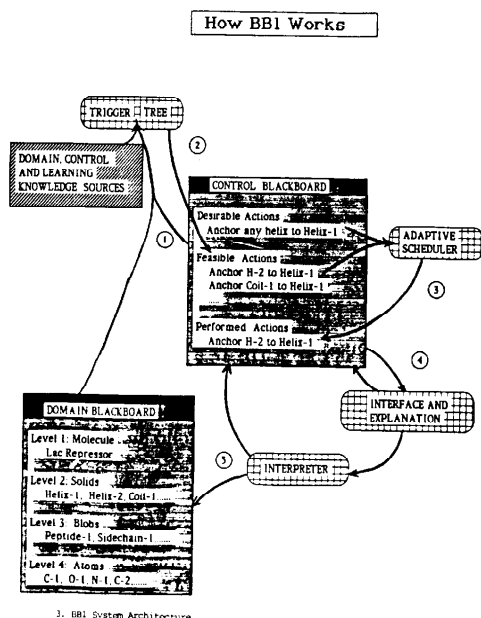 How BB1 Works
TRIGGER TREE
②
DOMAIN, CONTROL
AND LEARNING
KNOWLEDGE SOURCES
CONTROL BLACKBOARD
Desirable Actions
Anchor any helix to Helix-1
①
ADAPTIVE
SCHEDULER
Feasible Actions
Anchor H-2 to Helix-1
Anchor Coil-1 to Helix-1
③
Performed Actions
Anchor H-2 to Helix-1
④
INTERFACE AND
EXPLANATION
DOMAIN BLACKBOARD
Level 1: Molecule
Lac Repressor
⑤
INTERPRETER
Level 2: Solids
Helix-1, Helix-2, Coil-1......
Level 3: Blobs
Peptide-1, Sidechain-1......
Level 4: Atoms
C-1, O-1, N-1, C-2......
3. BB1 System Architecture